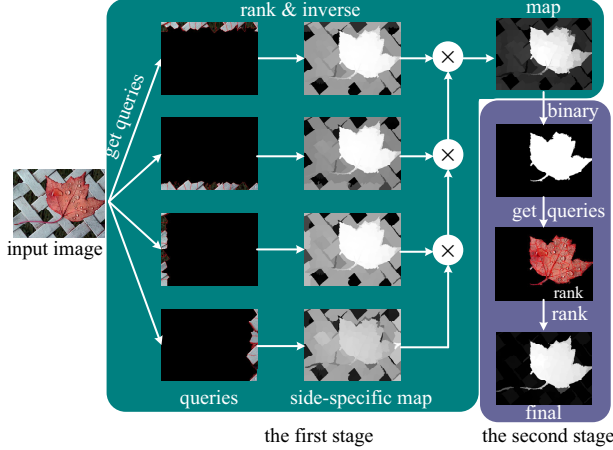 rank & inverse
map
get queries
binary
input image
get queries
rank
rank
queries
side-specific map
final
the first stage
the second stage